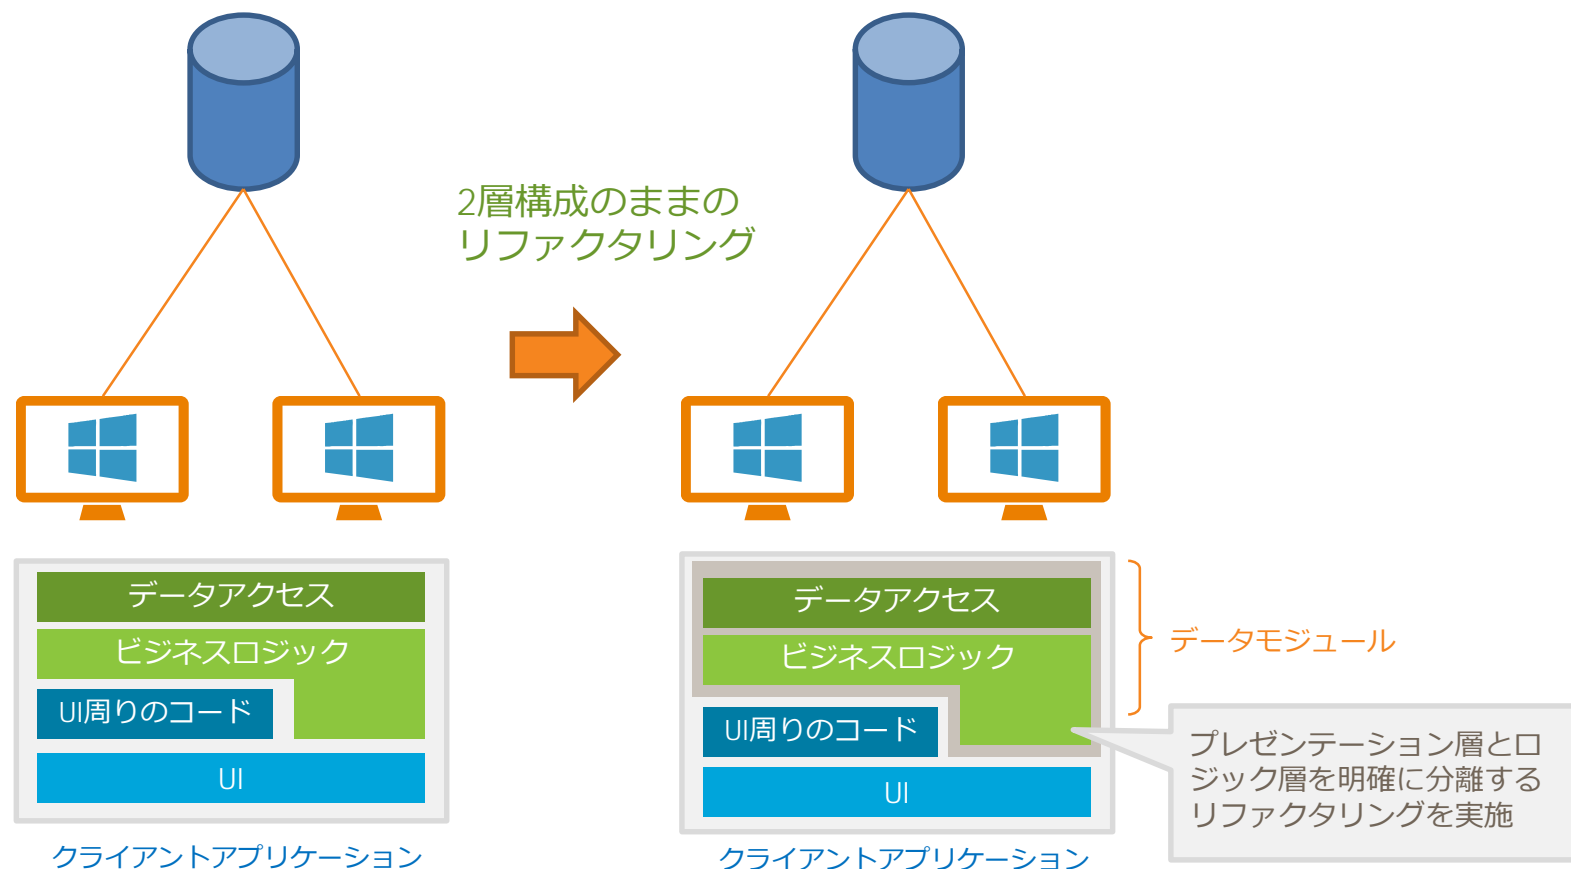 2層構成のままの
リファクタリング
データアクセス
ビジネスロジック
UI周りのコード
UI
クライアントアプリケーション
データアクセス
ビジネスロジック
UI周りのコード
UI
クライアントアプリケーション
データモジュール
プレゼンテーション層とロ
ジック層を明確に分離する
リファクタリングを実施